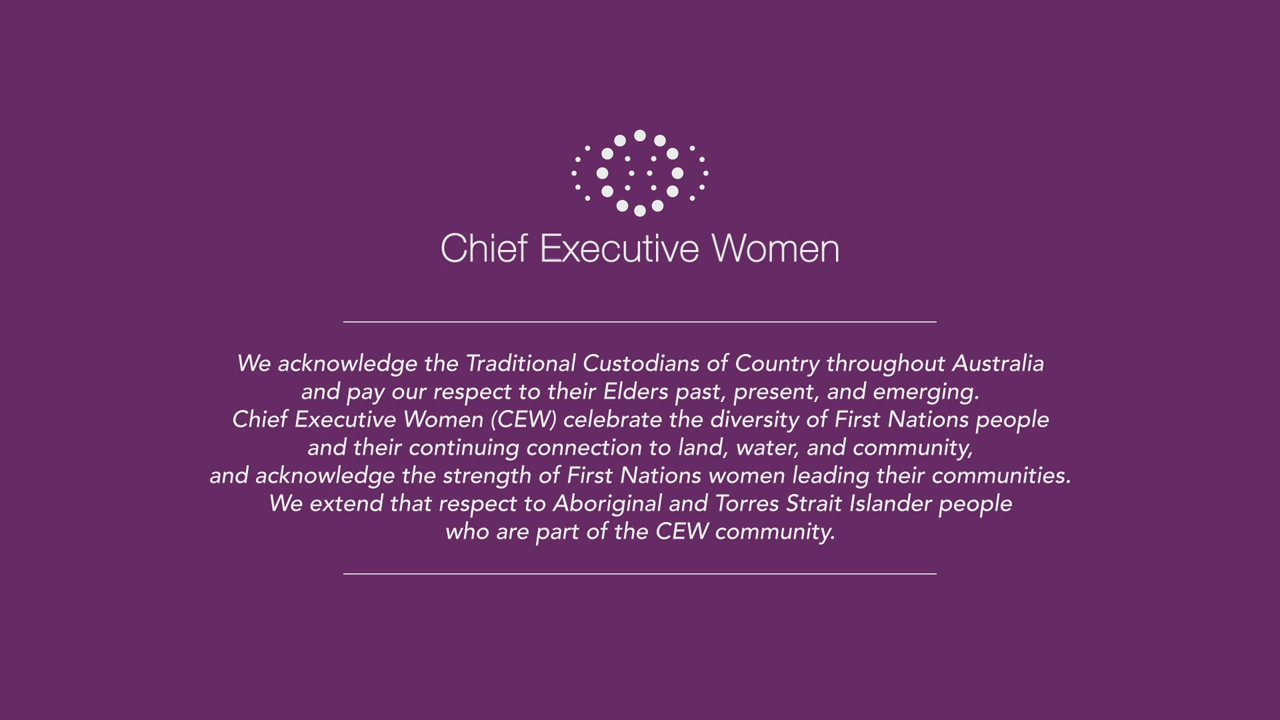 Chief Executive Women
We acknowledge the Traditional Custodians of Country throughout Australia
and pay our respect to their Elders past, present, and emerging.
Chief Executive Women (CEW) celebrate the diversity of First Nations people
and their continuing connection to land, water, and community,
and acknowledge the strength of First Nations women leading their communities.
We extend that respect to Aboriginal and Torres Strait Islander people
who are part of the CEW community.